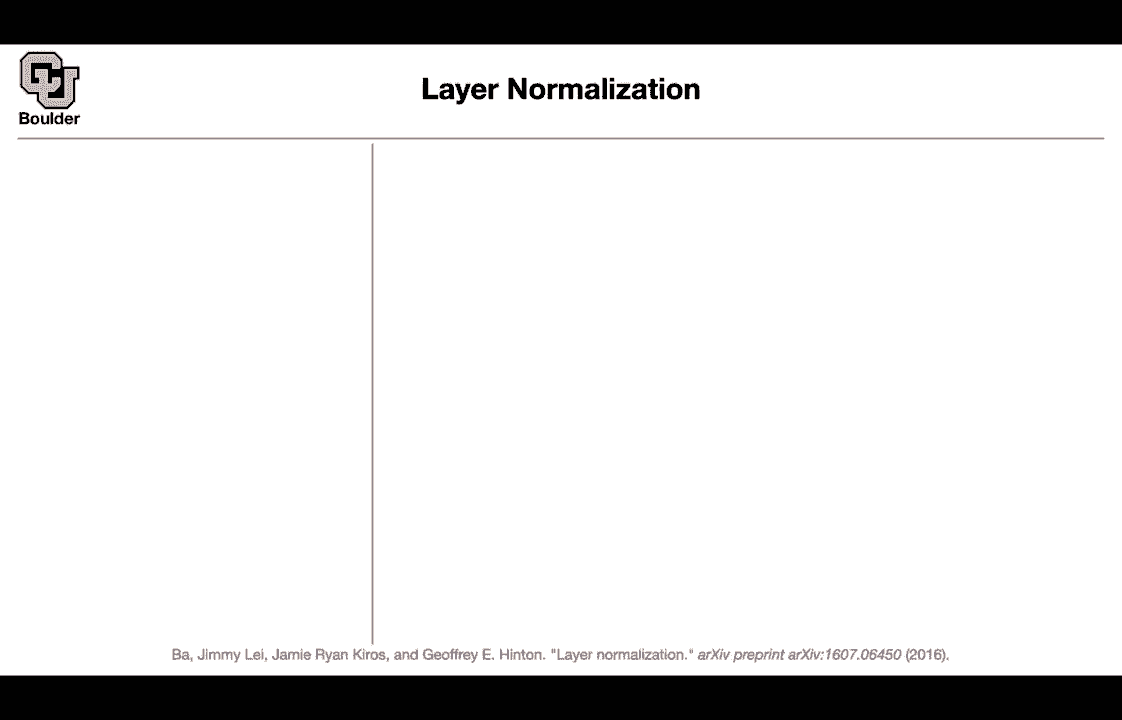 Boulder
Layer Normalization
Ba, Jimmy Lei, Jamie Ryan Kiros, and Geoffrey E. Hinton. "Layer normalization." arXiv preprint arXiv:1607.06450 (2016).